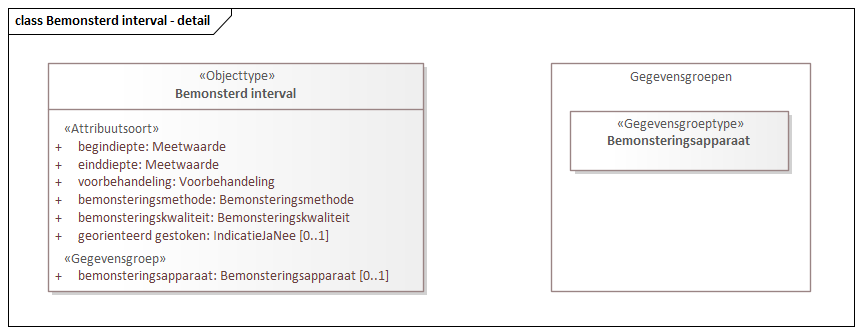 class Bemonsterd interval - detail
«Objecttype»
Bemonsterd interval
«Attribuutsoort»
+ begindiepte: Meetwaarde
+ einddiepte: Meetwaarde
+ voorbehandeling: Voorbehandeling
+ bemonsteringsmethode: Bemonsteringsmethode
+ bemonsteringskwaliteit: Bemonsteringskwaliteit
+ georienteerd gestoken: IndicatieJaNee [0..1]
«Gegevensgroep»
+ bemonsteringsapparaat: Bemonsteringsapparaat [0..1]
Gegevensgroepen
«Gegevensgroeptype»
Bemonsteringsapparaat